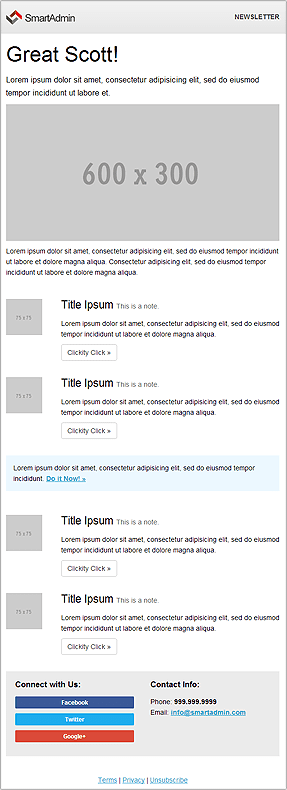 SmartAdmin NEWSLETTER
Great Scott!
Lorem ipsum dolor sit amet, consectetur adipisicing elit, sed do eiusmod
tempor incididunt ut labore et.
600 x 300
Lorem ipsum dolor sit amet, consectetur adipisicing elit, sed do eiusmod tempor incididunt
ut labore et dolore magna aliqua. Consectetur adipisicing elit, sed do eiusmod tempor
incididunt ut labore et dolore magna aliqua.
75 x 75
Title Ipsum This is a note.
Lorem ipsum dolor sit amet, consectetur adipisicing elit, sed do eiusmod
tempor incididunt ut labore et dolore magna aliqua.
Clickity Click »
75 x 75
Title Ipsum This is a note.
Lorem ipsum dolor sit amet, consectetur adipisicing elit, sed do eiusmod
tempor incididunt ut labore et dolore magna aliqua.
Clickity Click »
Lorem ipsum dolor sit amet, consectetur adipisicing elit, sed do eiusmod tempor
incididunt. Do it Now! »
75 x 75
Title Ipsum This is a note.
Lorem ipsum dolor sit amet, consectetur adipisicing elit, sed do eiusmod
tempor incididunt ut labore et dolore magna aliqua.
Clickity Click »
75 x 75
Title Ipsum This is a note.
Lorem ipsum dolor sit amet, consectetur adipisicing elit, sed do eiusmod
tempor incididunt ut labore et dolore magna aliqua.
Clickity Click »
Connect with Us:
Facebook
Twitter
Google+
Contact Info:
Phone: 999.999.9999
Email: info@smartadmin.com
Terms | Privacy | Unsubscribe